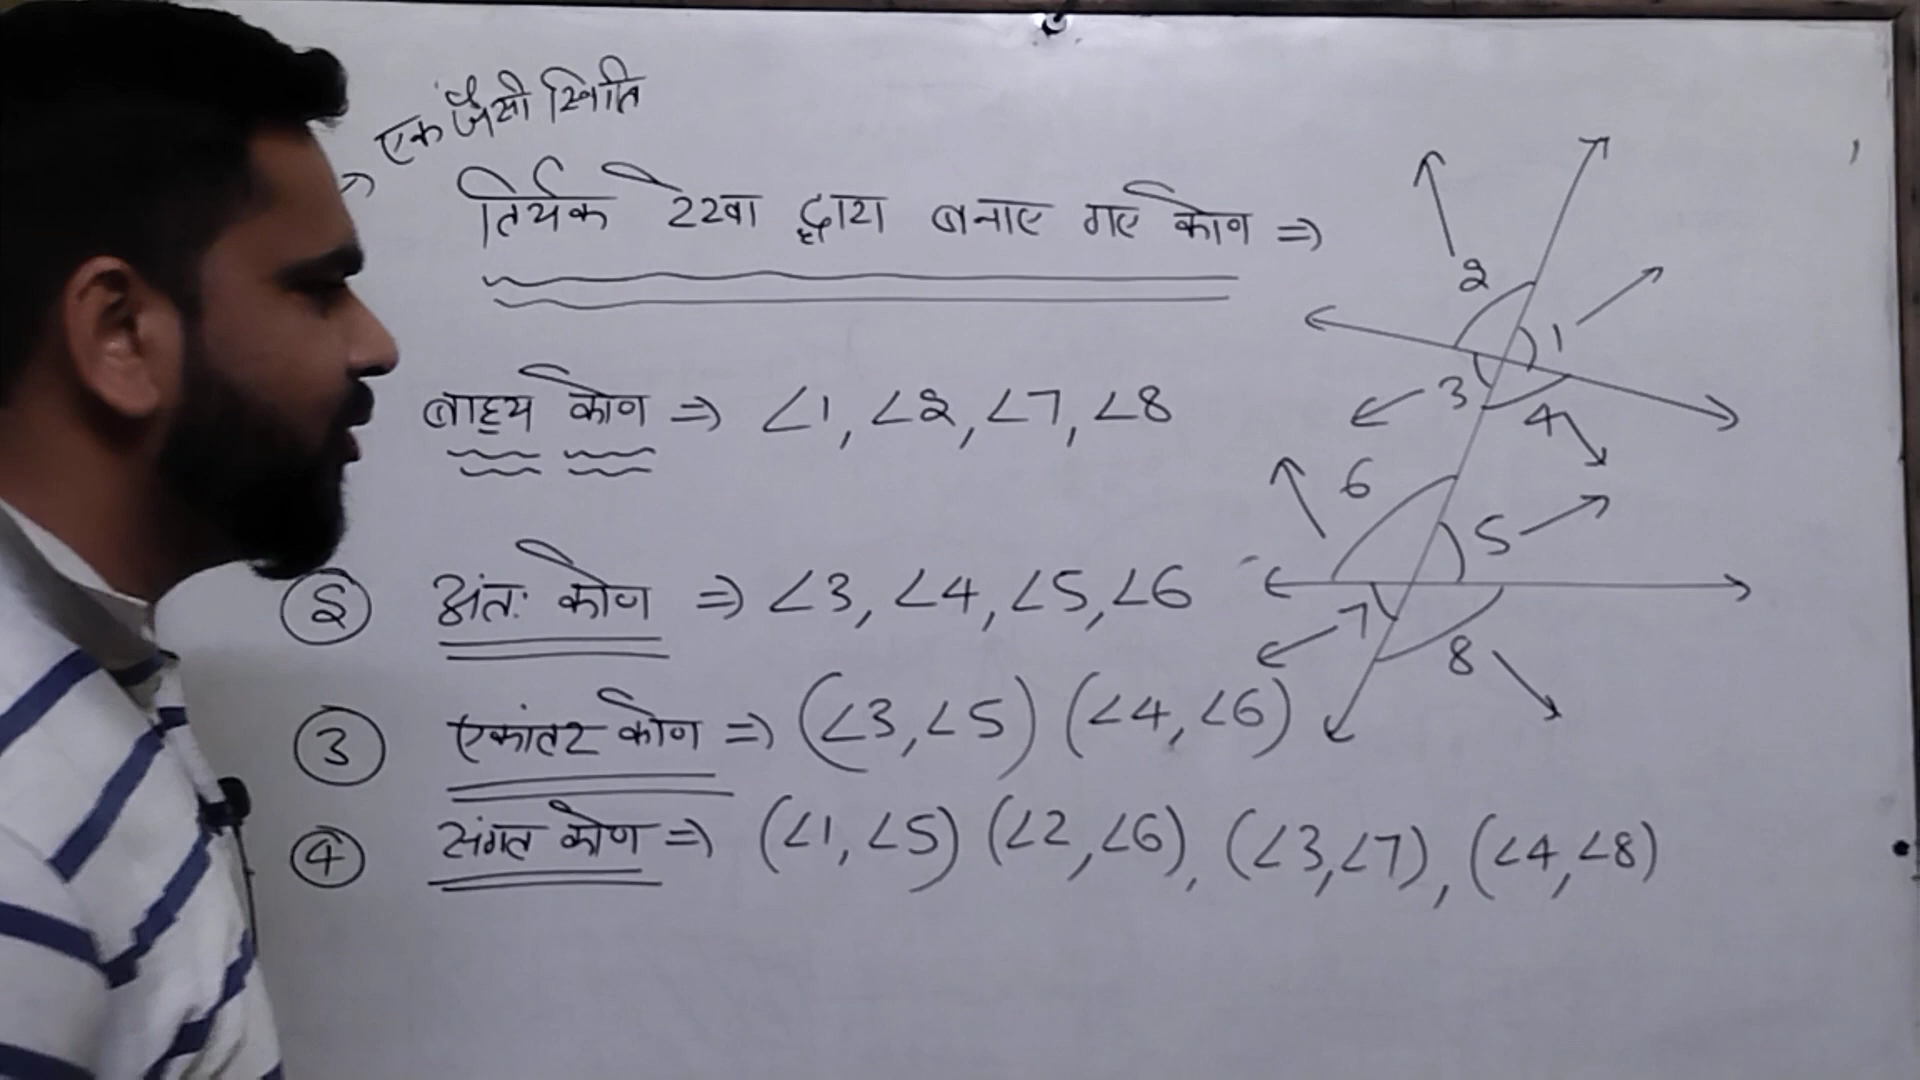 एक जैसी स्थिति
तिर्यक रेखा द्वारा बनाए गए कोण ⇒
बाह्य कोण ⇒ ∠1, ∠2, ∠7, ∠8
② अंतः कोण ⇒ ∠3, ∠4, ∠5, ∠6
③ एकांतर कोण ⇒ (∠3, ∠5) (∠4, ∠6)
④ संगत कोण ⇒ (∠1, ∠5) (∠2, ∠6), (∠3, ∠7), (∠4, ∠8)
2
1
3
4
6
5
7
8